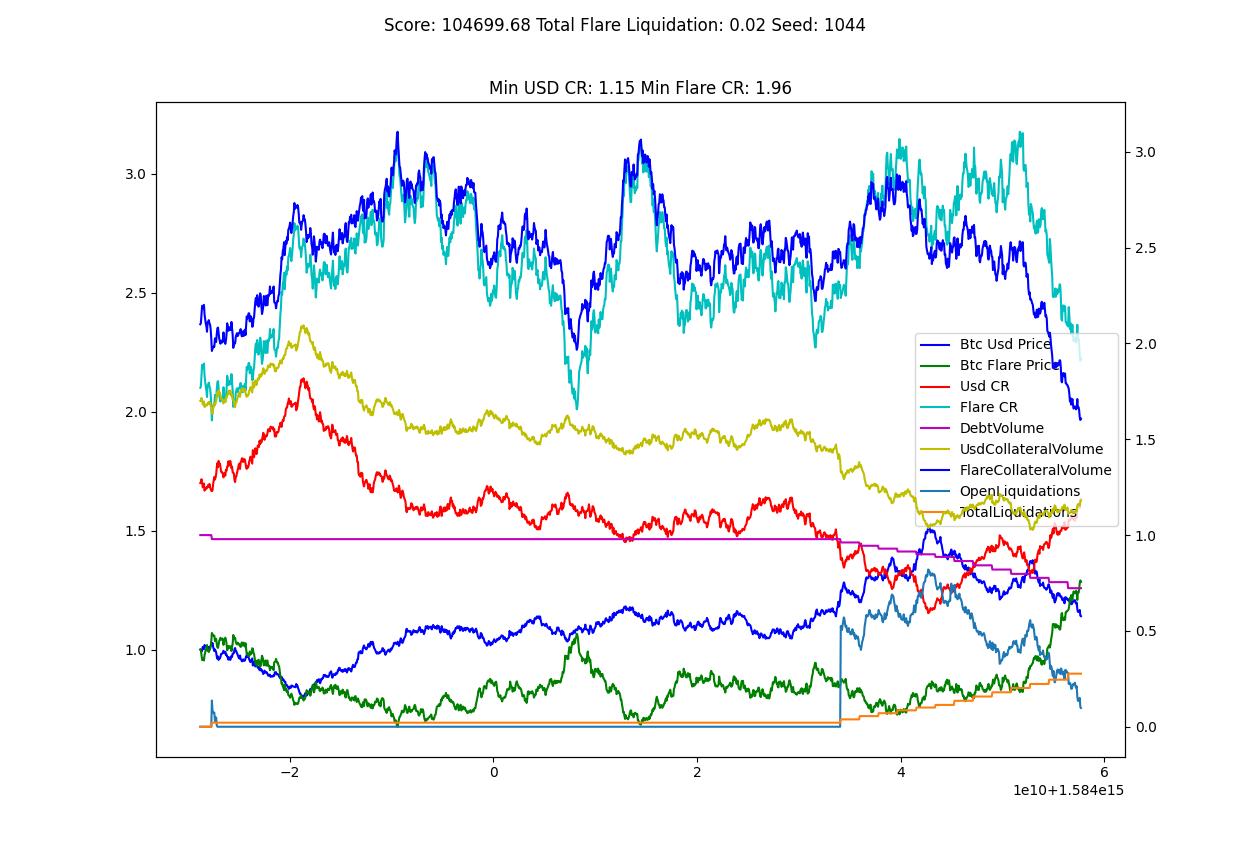 Score: 104699.68 Total Flare Liquidation: 0.02 Seed: 1044
Min USD CR: 1.15 Min Flare CR: 1.96
3.0
2.5
2.0
1.5
1.0
3.0
2.5
2.0
1.5
1.0
0.5
0.0
Btc Usd Price
Btc Flare Price
Usd CR
Flare CR
DebtVolume
UsdCollateralVolume
FlareCollateralVolume
OpenLiquidations
TotalLiquidations
−2 0 2 4 6
1e10+1.584e15